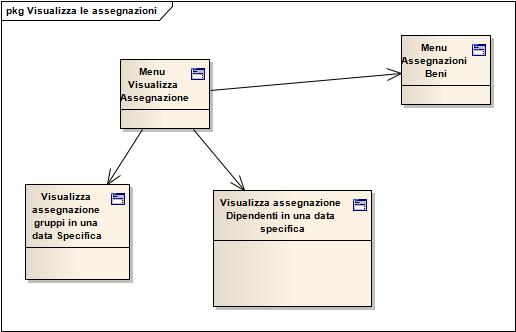 pkg Visualizza le assegnazioni
Menu
Visualizza
Assegnazione
Menu
Assegnazioni
Beni
Visualizza
assegnazione
gruppi in una
data Specifica
Visualizza assegnazione
Dipendenti in una data
specifica